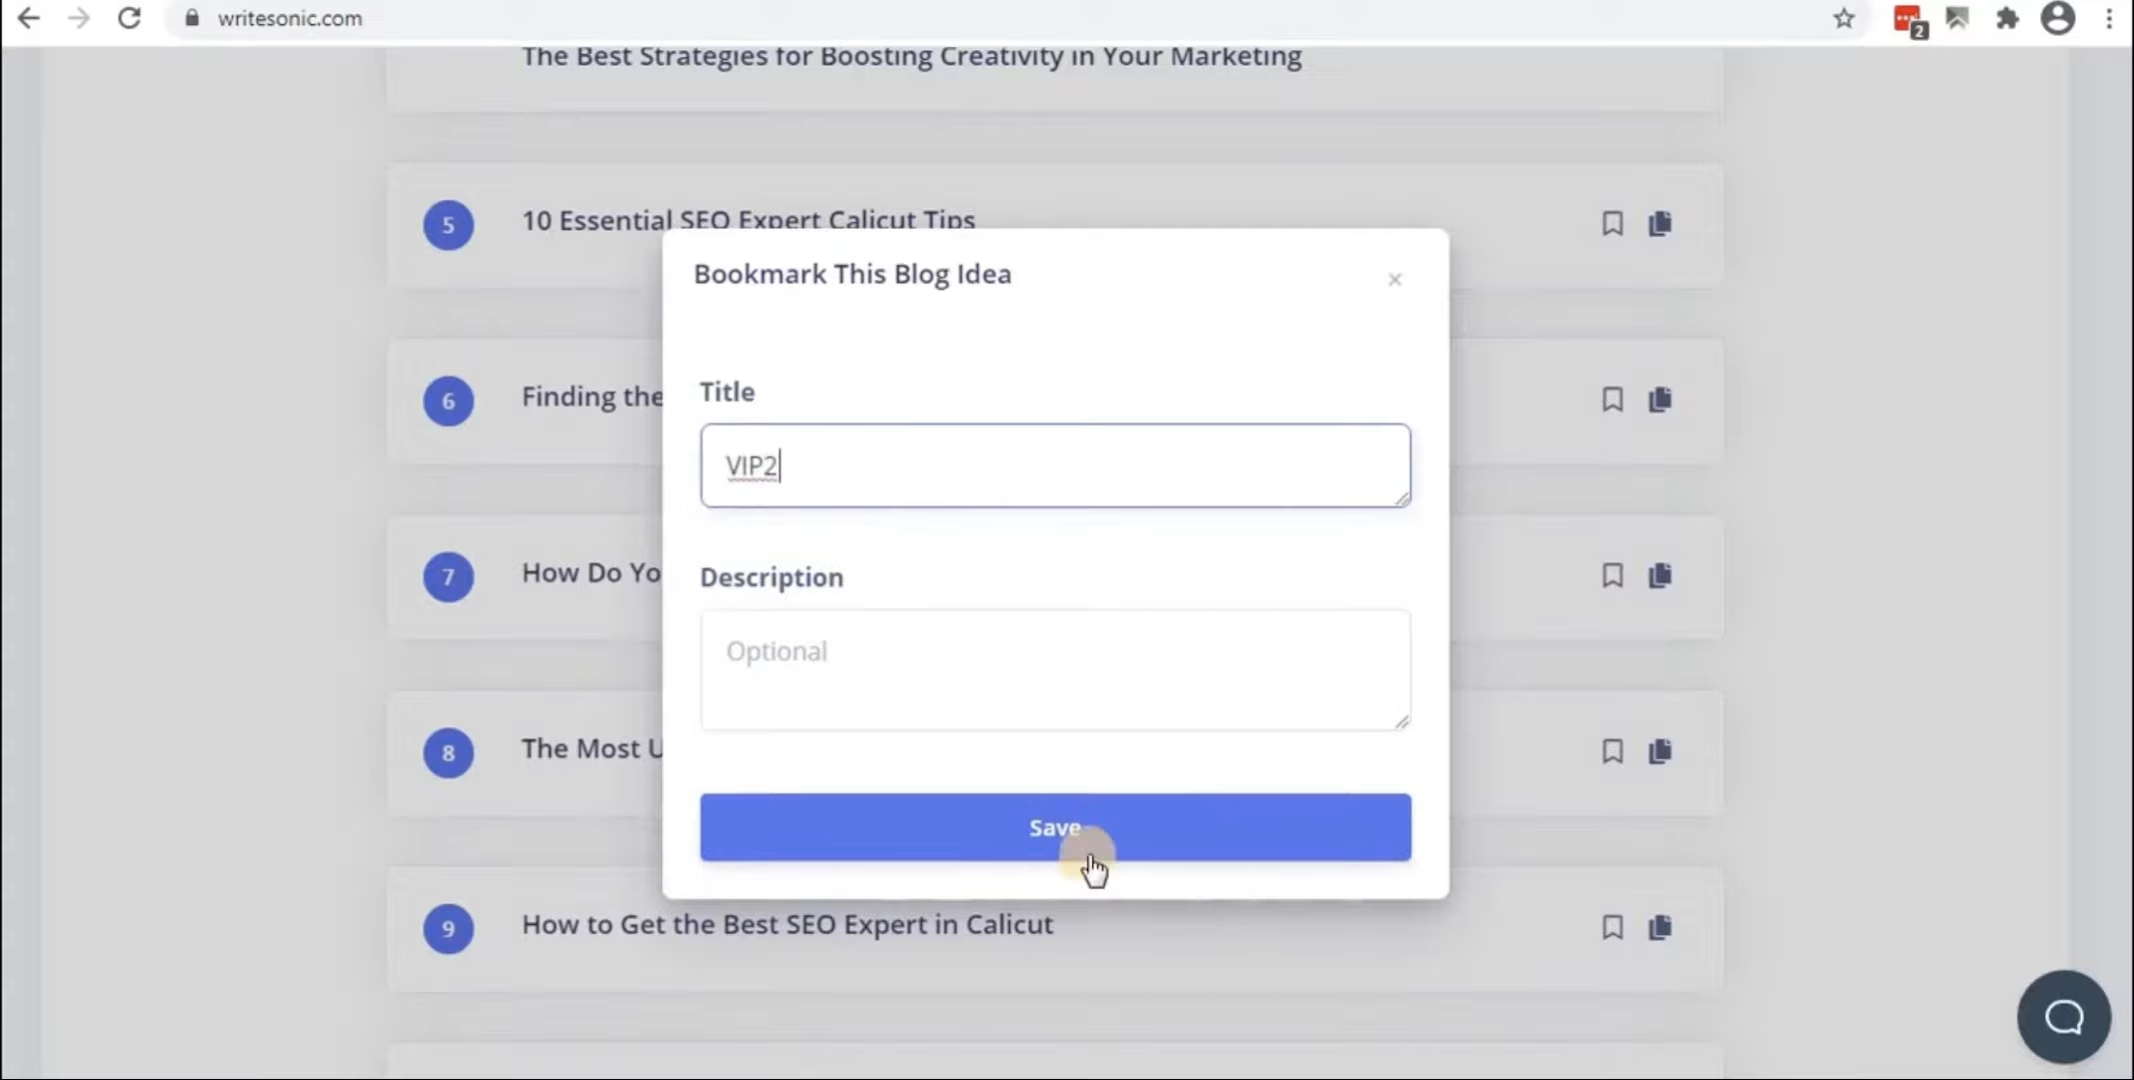 writesonic.com
2
The Best Strategies for Boosting Creativity in Your Marketing
5
10 Essential SEO Expert Calicut Tips
Bookmark This Blog Idea
×
Title
6
Finding the
VIP2
7
How Do Yo
Description
Optional
8
The Most U
Save
9
How to Get the Best SEO Expert in Calicut